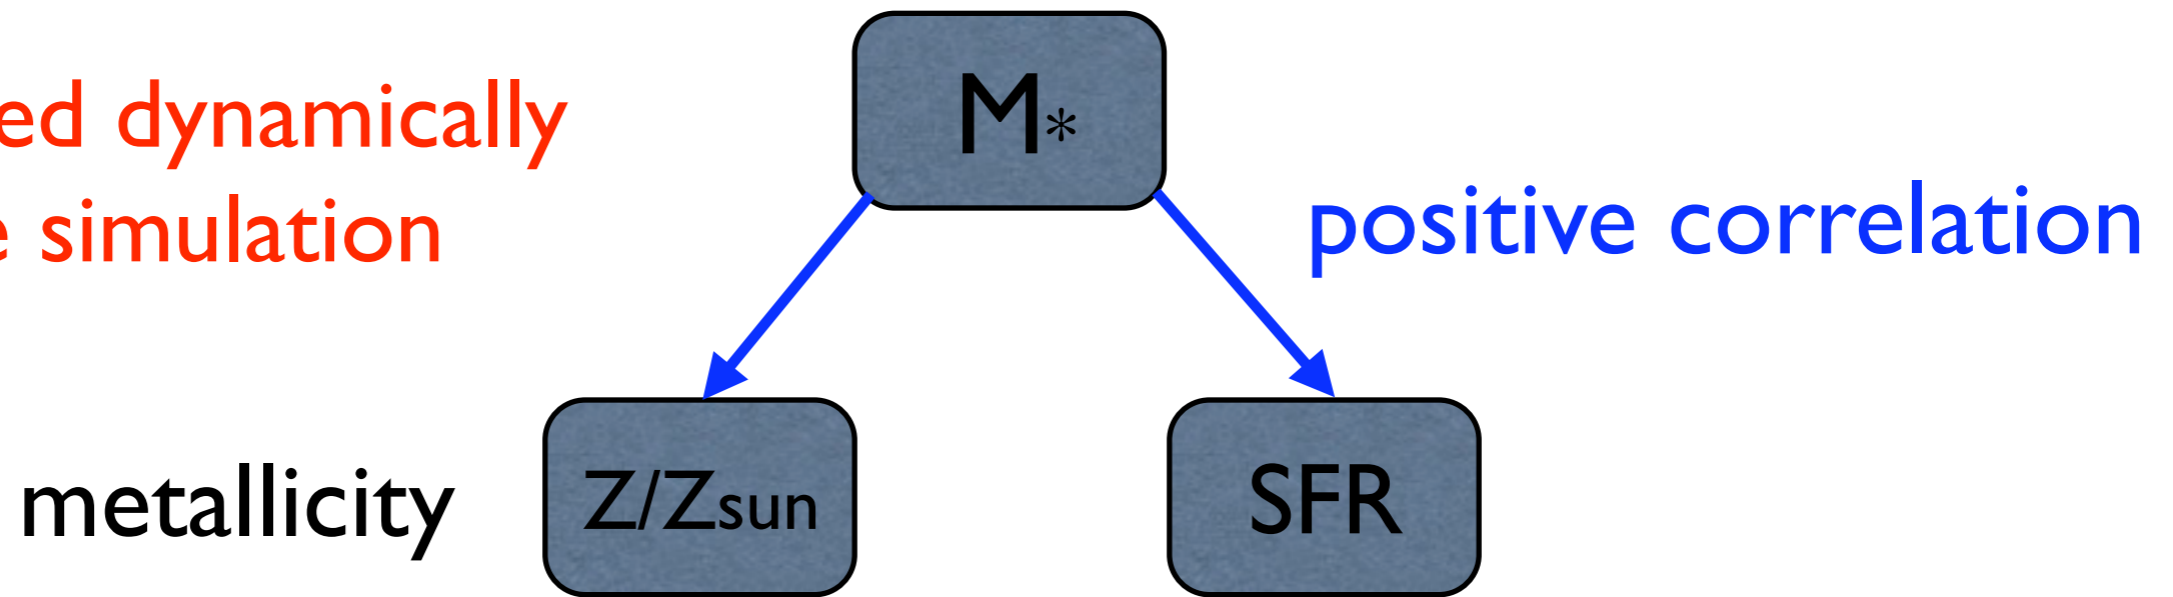 M*
ed dynamically
positive correlation
e simulation
metallicity
Z/Zsun
SFR